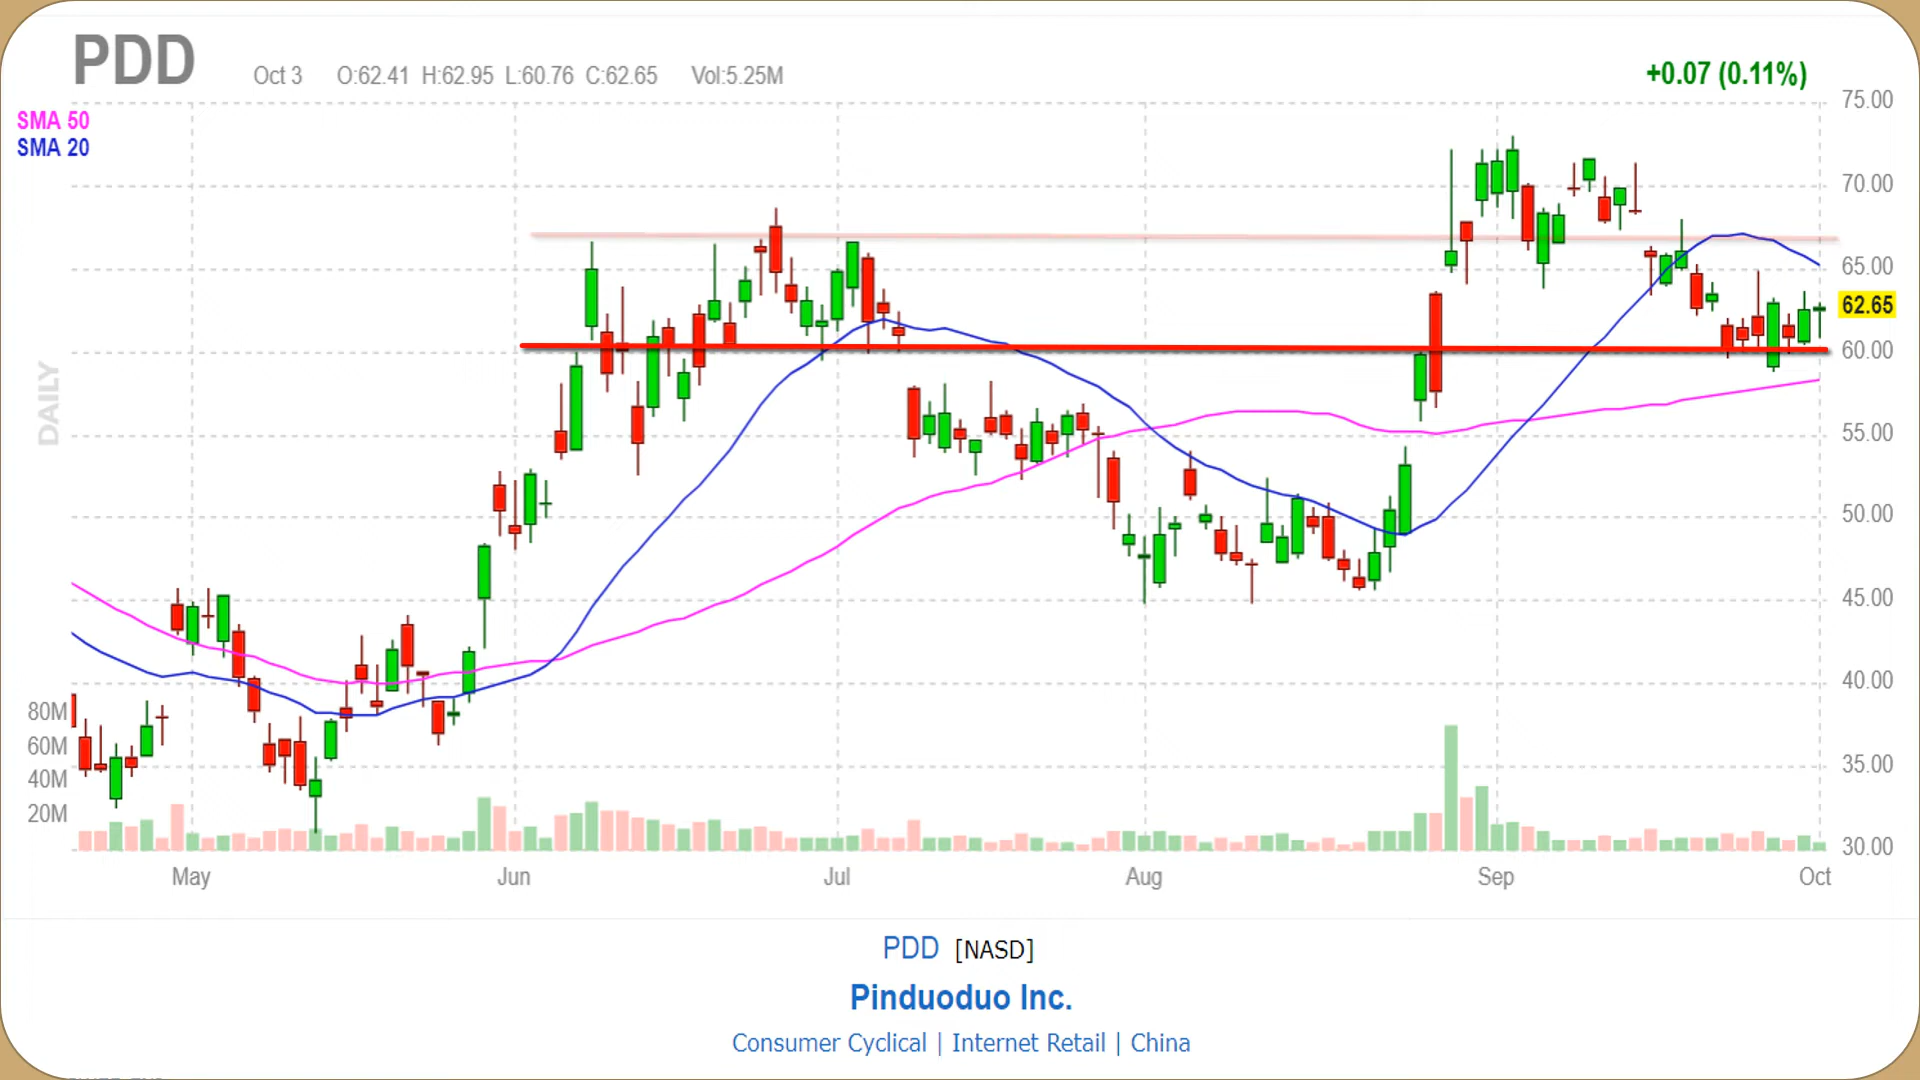 PDD
Oct 3 O:62.41 H:62.95 L:60.76 C:62.65 Vol:5.25M
+0.07 (0.11%)
SMA 50
SMA 20
75.00
70.00
65.00
62.65
60.00
55.00
50.00
45.00
40.00
35.00
30.00
DAILY
80M
60M
40M
20M
May Jun Jul Aug Sep Oct
PDD [NASD]
Pinduoduo Inc.
Consumer Cyclical | Internet Retail | China